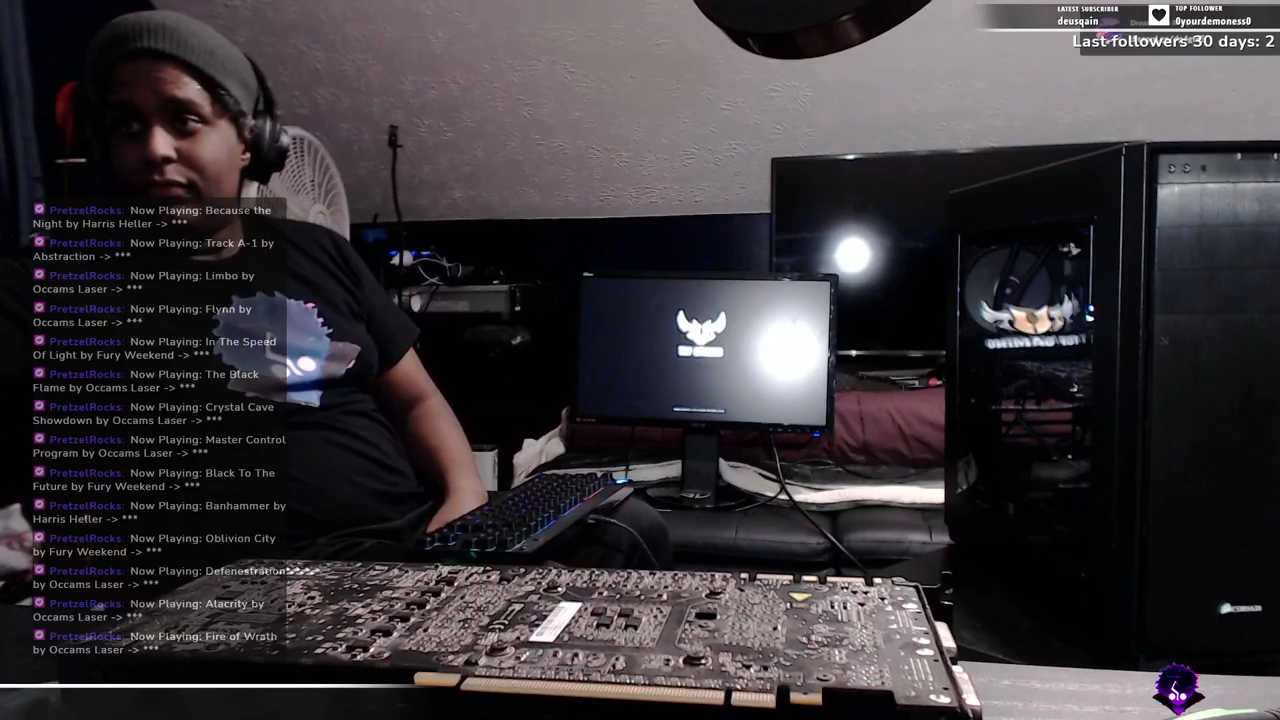 LATEST SUBSCRIBER
deusqain
TOP FOLLOWER
0yourdemoness0
Last followers 30 days: 2
PretzelRocks: Now Playing: Because the
Night by Harris Heller -> ***
PretzelRocks: Now Playing: Track A-1 by
Abstraction -> ***
PretzelRocks: Now Playing: Limbo by
Occams Laser -> ***
PretzelRocks: Now Playing: Flynn by
Occams Laser -> ***
PretzelRocks: Now Playing: In The Speed
Of Light by Fury Weekend -> ***
PretzelRocks: Now Playing: The Black
Flame by Occams Laser -> ***
PretzelRocks: Now Playing: Crystal Cave
Showdown by Occams Laser -> ***
PretzelRocks: Now Playing: Master Control
Program by Occams Laser -> ***
PretzelRocks: Now Playing: Black To The
Future by Fury Weekend -> ***
PretzelRocks: Now Playing: Banhammer by
Harris Heller -> ***
PretzelRocks: Now Playing: Oblivion City
by Fury Weekend -> ***
PretzelRocks: Now Playing: Defenestration
by Occams Laser -> ***
PretzelRocks: Now Playing: Alacrity by
Occams Laser -> ***
PretzelRocks: Now Playing: Fire of Wrath
by Occams Laser -> ***
CORSAIR